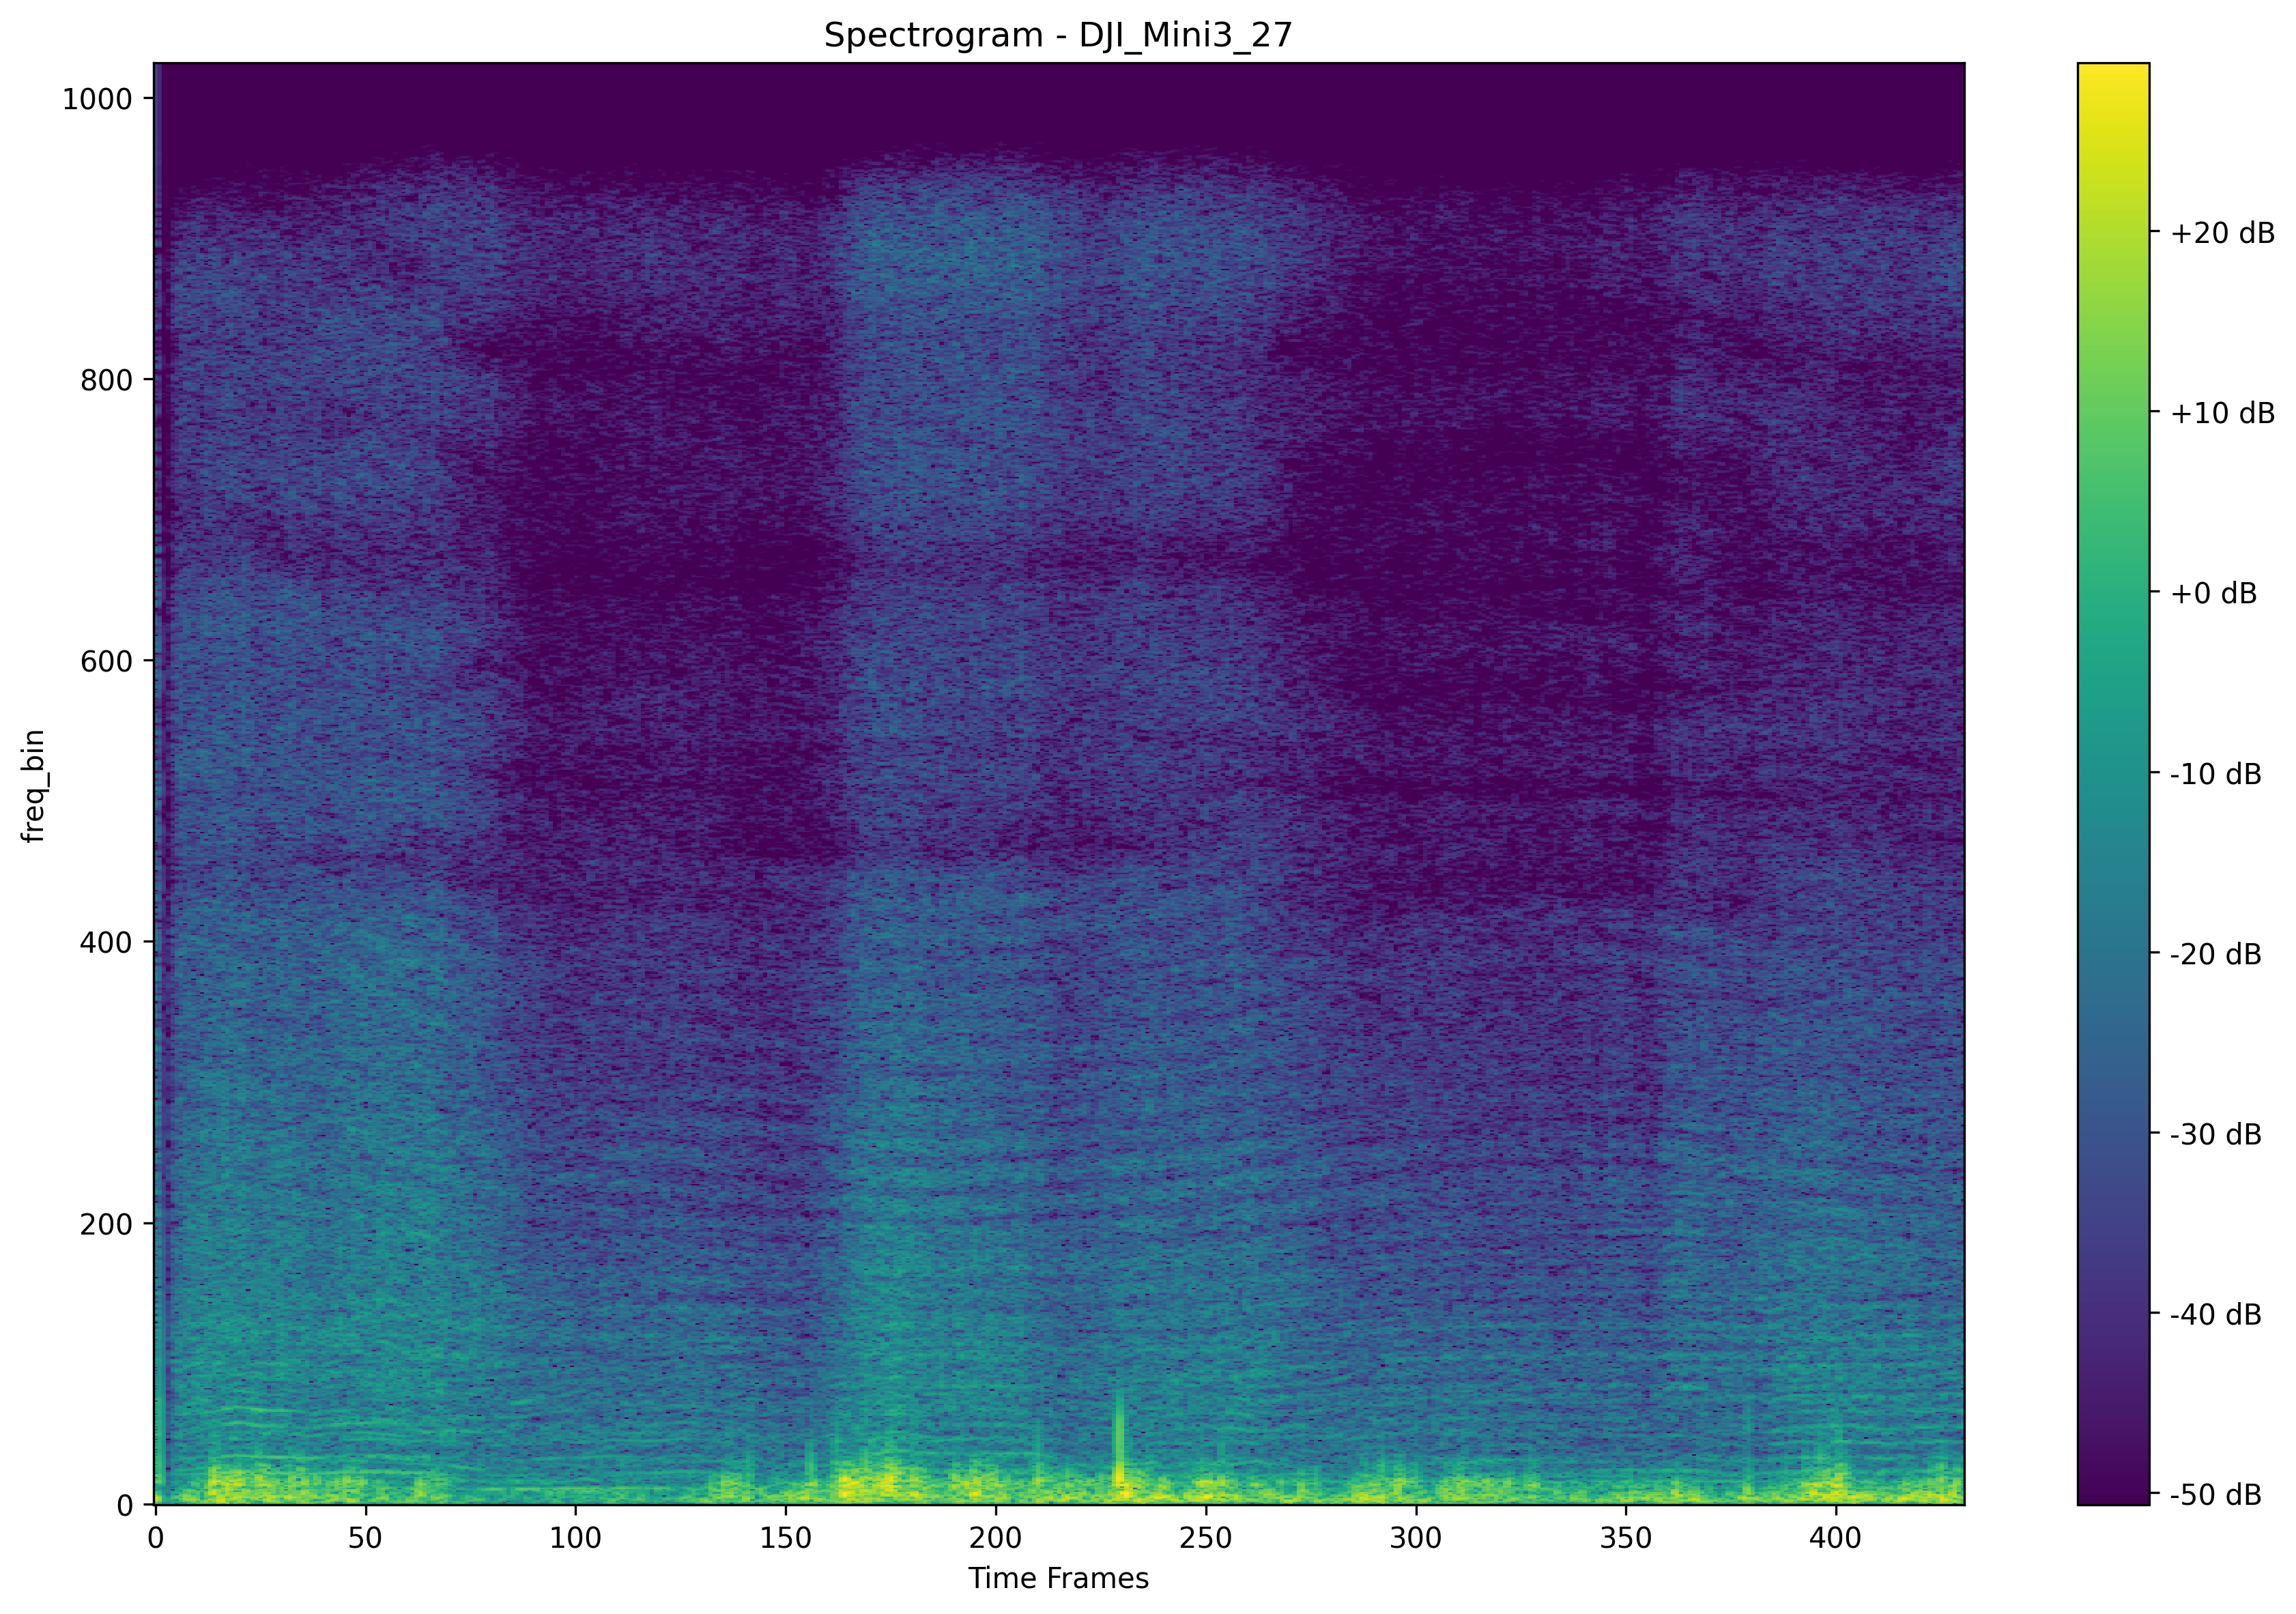 Spectrogram - DJI_Mini3_27
1000
800
600
400
200
0
freq_bin
0 50 100 150 200 250 300 350 400
Time Frames
+20 dB
+10 dB
+0 dB
-10 dB
-20 dB
-30 dB
-40 dB
-50 dB